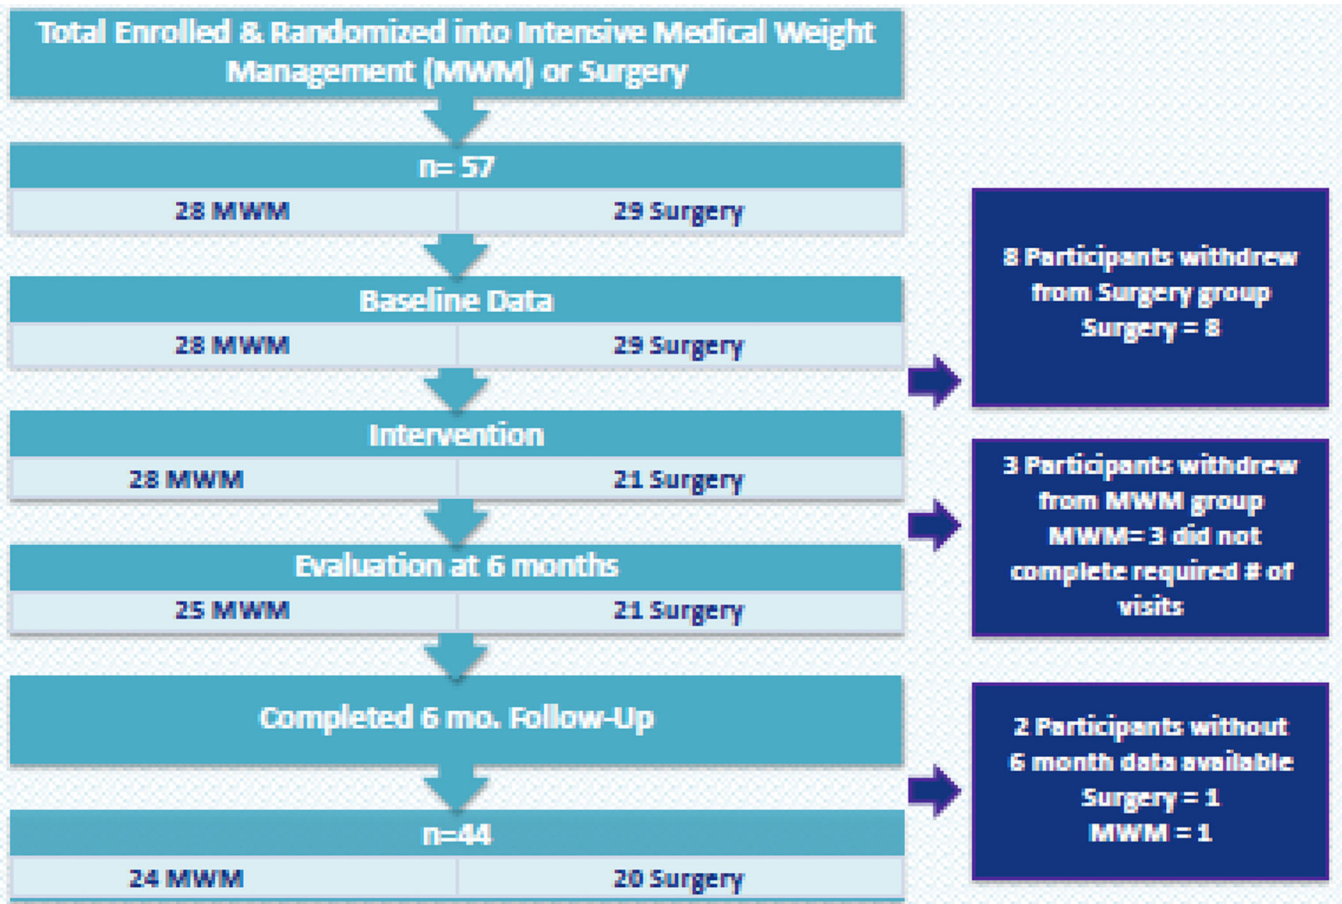 Total Enrolled & Randomized into Intensive Medical Weight
Management (MWM) or Surgery
n= 57
28 MWM
29 Surgery
Baseline Data
28 MWM
29 Surgery
8 Participants withdrew
from Surgery group
Surgery = 8
Intervention
28 MWM
21 Surgery
3 Participants withdrew
from MWM group
MWM= 3 did not
complete required # of
visits
Evaluation at 6 months
25 MWM
21 Surgery
Completed 6 mo. Follow-Up
2 Participants without
6 month data available
Surgery = 1
MWM = 1
n=44
24 MWM
20 Surgery